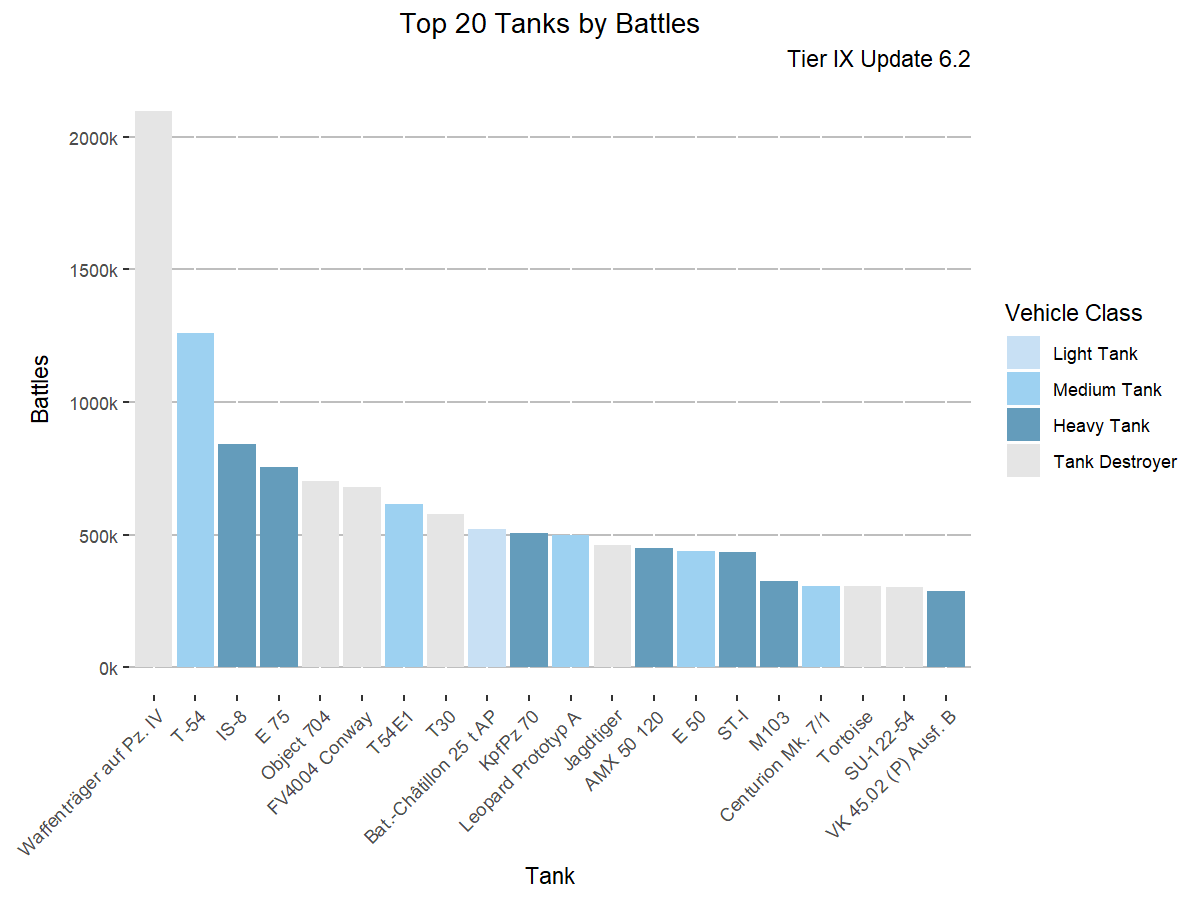 Top 20 Tanks by Battles
Tier IX Update 6.2
Battles
2000k
1500k
1000k
500k
0k
Waffenträger auf Pz. IV
T-54
IS-8
E 75
Object 704
FV4004 Conway
T54E1
T30
Bat.-Châtillon 25 t AP
KpfPz 70
Leopard Prototyp A
Jagdtiger
AMX 50 120
E 50
ST-I
M103
Centurion Mk. 7/1
Tortoise
SU-122-54
VK 45.02 (P) Ausf. B
Tank
Vehicle Class
Light Tank
Medium Tank
Heavy Tank
Tank Destroyer